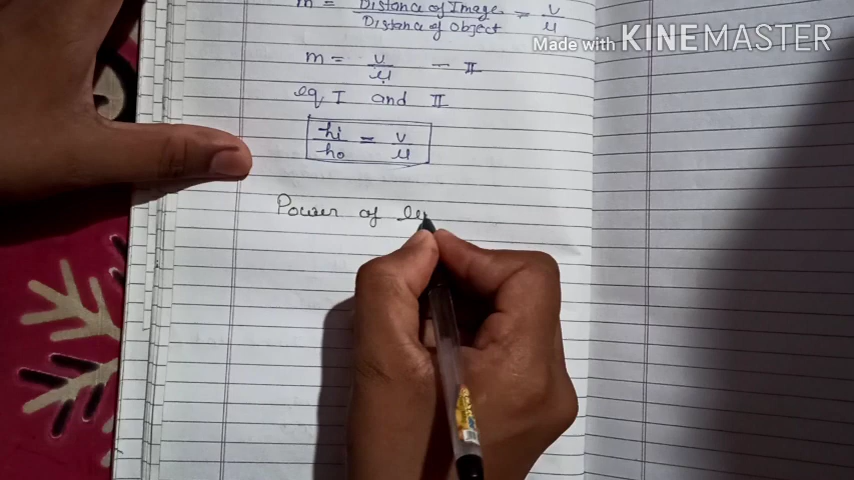 m = Distance of Image / Distance of Object = v / u
Made with KINEMASTER
m = v / u - II
eq I and II
hi / ho = v / u
Power of le